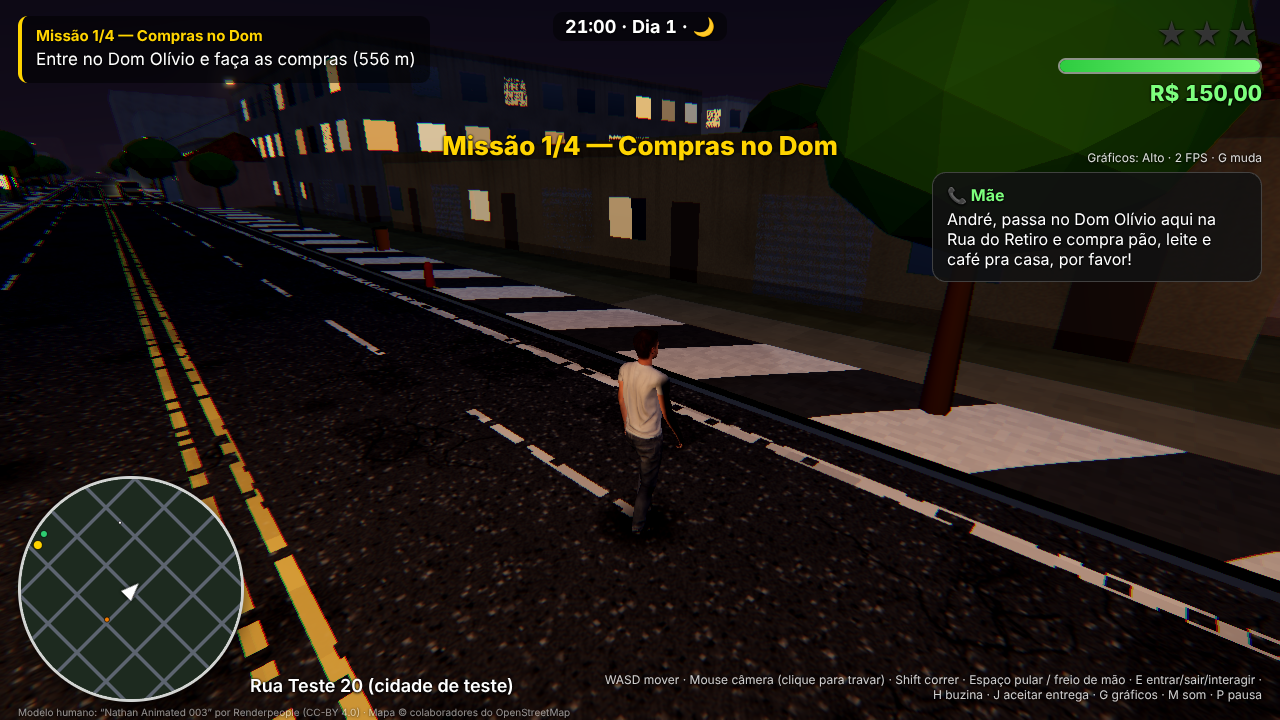 Missão 1/4 — Compras no Dom
Entre no Dom Olívio e faça as compras (556 m)
21:00 · Dia 1 · 🌙
R$ 150,00
Missão 1/4 — Compras no Dom
Gráficos: Alto · 2 FPS · G muda
📞 Mãe
André, passa no Dom Olívio aqui na
Rua do Retiro e compra pão, leite e
café pra casa, por favor!
Rua Teste 20 (cidade de teste)
WASD mover · Mouse câmera (clique para travar) · Shift correr · Espaço pular / freio de mão · E entrar/sair/interagir ·
H buzina · J aceitar entrega · G gráficos · M som · P pausa
Modelo humano: "Nathan Animated 003" por Renderpeople (CC-BY 4.0) · Mapa © colaboradores do OpenStreetMap